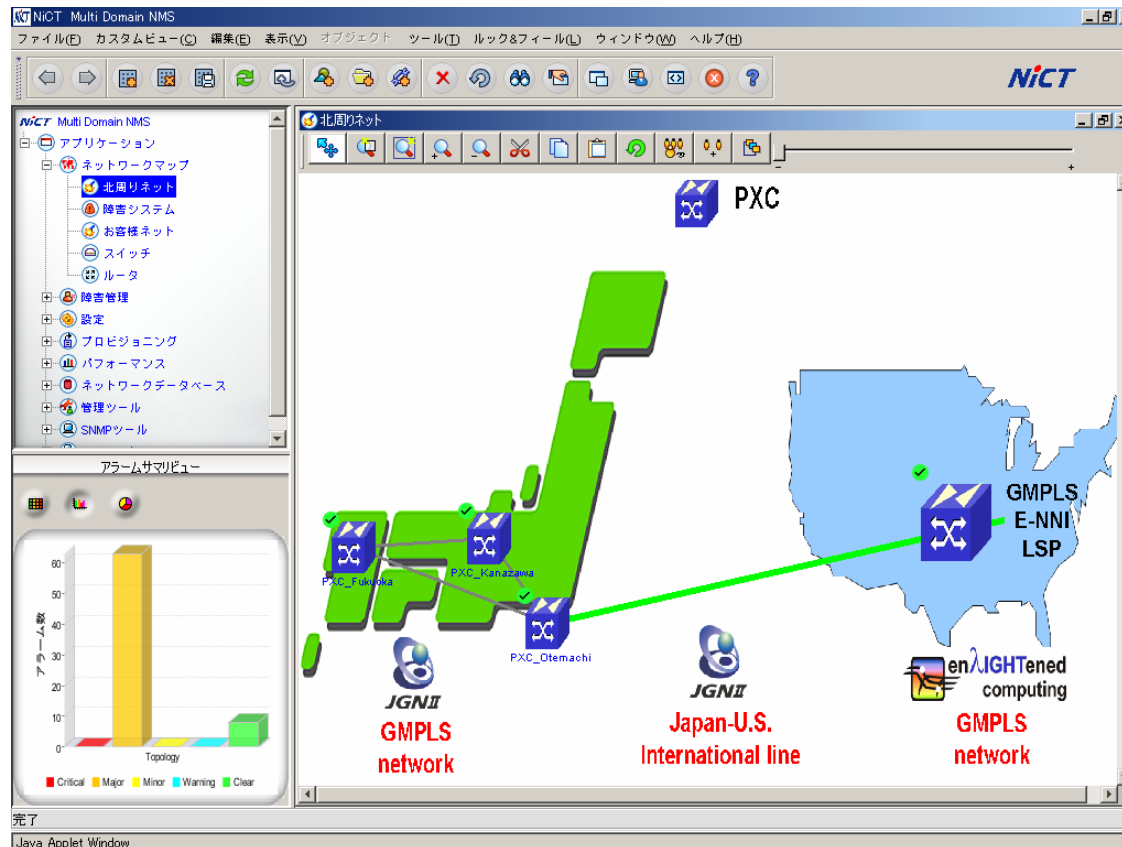 NiCT Multi Domain NMS
ファイル(F) カスタムビュー(C) 編集(E) 表示(V) オブジェクト ツール(T) ルック&フィール(L) ウィンドウ(W) ヘルプ(H)
NiCT
NiCT Multi Domain NMS
アプリケーション
ネットワークマップ
北周りネット
障害システム
お客様ネット
スイッチ
ルータ
障害管理
設定
プロビジョニング
パフォーマンス
ネットワークデータベース
管理ツール
SNMPツール
アラームサマリビュー
アラーム数
60
50
40
30
20
10
0
Topology
Critical Major Minor Warning Clear
北周りネット
- +
PXC
PXC_Fukuoka
PXC_Kanazawa
PXC_Otemachi
GMPLS
E-NNI
LSP
JGNII
GMPLS
network
JGNII
Japan-U.S.
International line
enλIGHTened
computing
GMPLS
network
完了
Java Applet Window